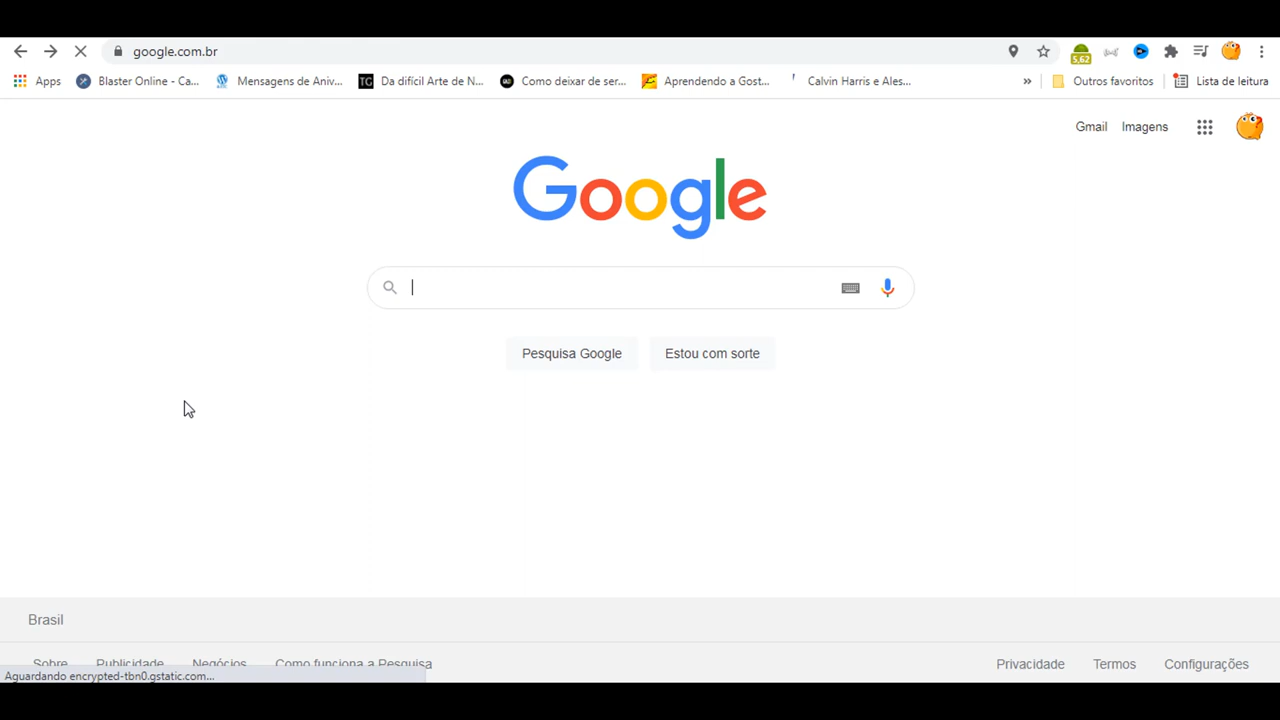 google.com.br
5,62
Apps
Blaster Online - Ca...
Mensagens de Aniv...
TG
Da difícil Arte de N...
Como deixar de ser...
Aprendendo a Gost...
Calvin Harris e Ales...
»
Outros favoritos
Lista de leitura
Gmail
Imagens
Google
Pesquisa Google
Estou com sorte
Brasil
Sobre
Publicidade
Negócios
Como funciona a Pesquisa
Privacidade
Termos
Configurações
Aguardando encrypted-tbn0.gstatic.com...